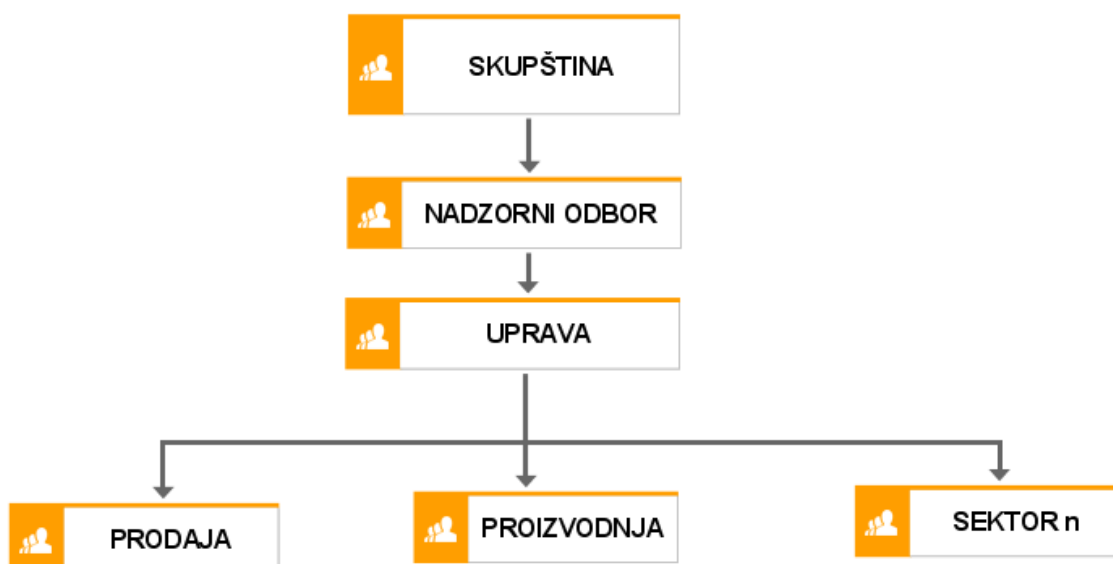 SKUPŠTINA
NADZORNI ODBOR
UPRAVA
PRODAJA
PROIZVODNJA
SEKTOR n